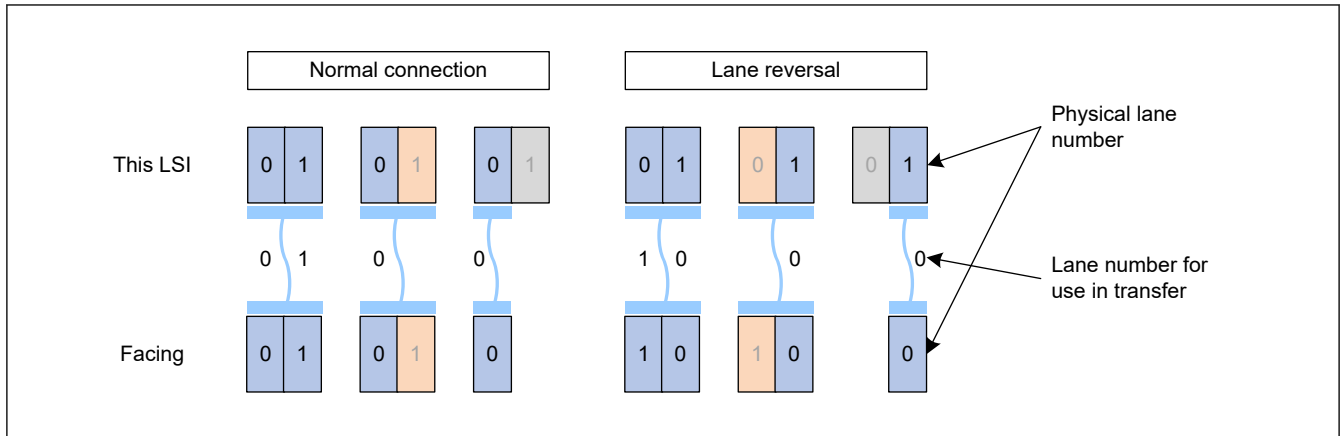 Normal connection
Lane reversal
Physical lane
number
This LSI
0 1 0 1 0 1 0 1 0 1 0 1
0 1 0 0 1 0 0 0
Lane number for
use in transfer
Facing
0 1 0 1 0 1 0 1 0 0